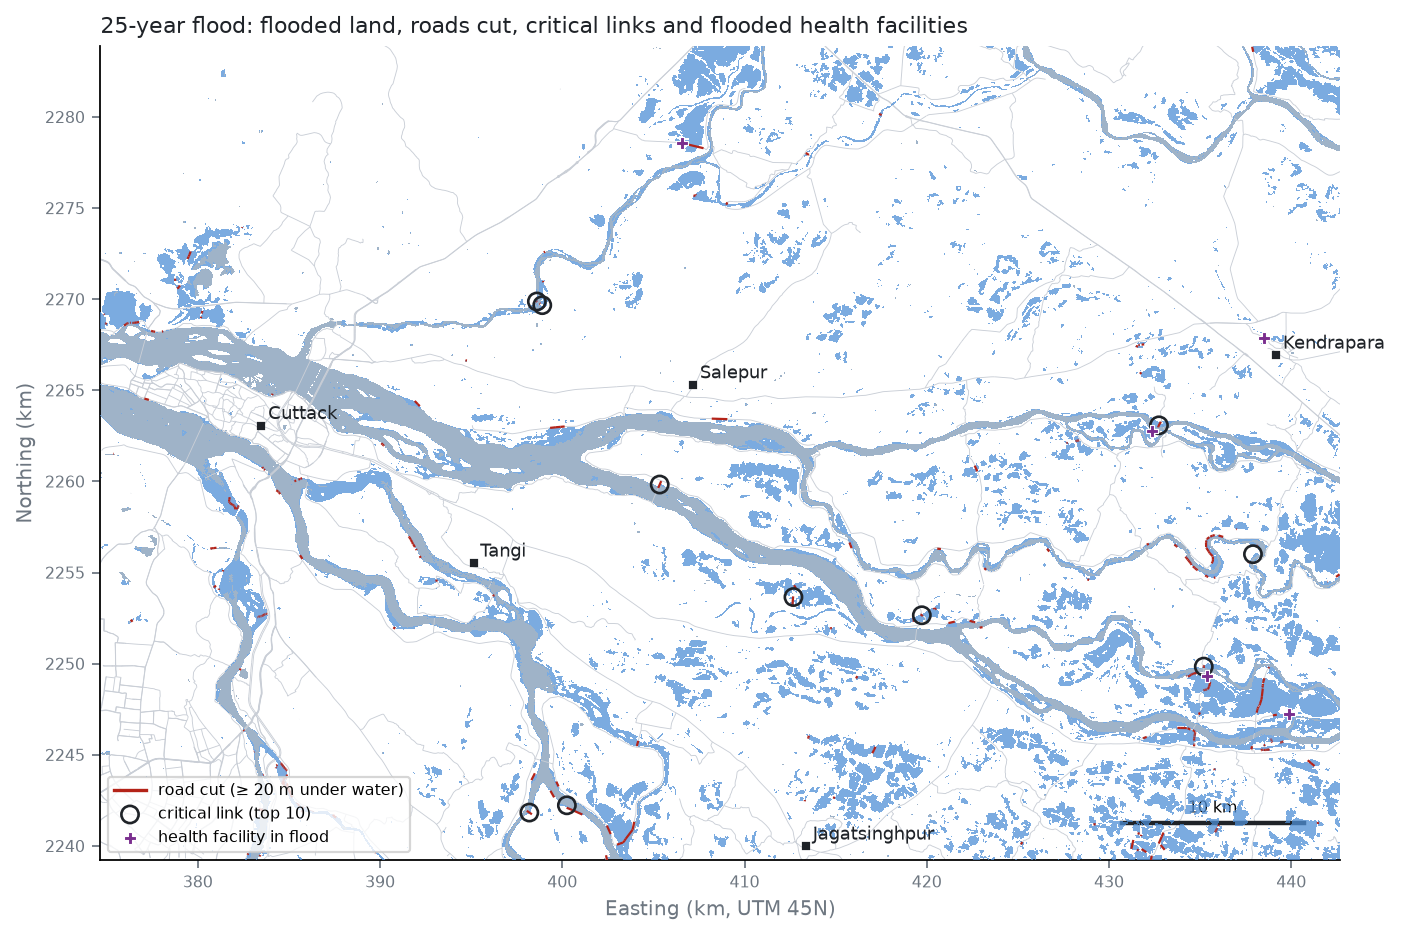 25-year flood: flooded land, roads cut, critical links and flooded health facilities
Northing (km)
2280
2275
2270
2265
2260
2255
2250
2245
2240
Kendrapara
Salepur
Cuttack
Tangi
Jagatsinghpur
10 km
road cut (≥ 20 m under water)
critical link (top 10)
health facility in flood
380
390
400
410
420
430
440
Easting (km, UTM 45N)